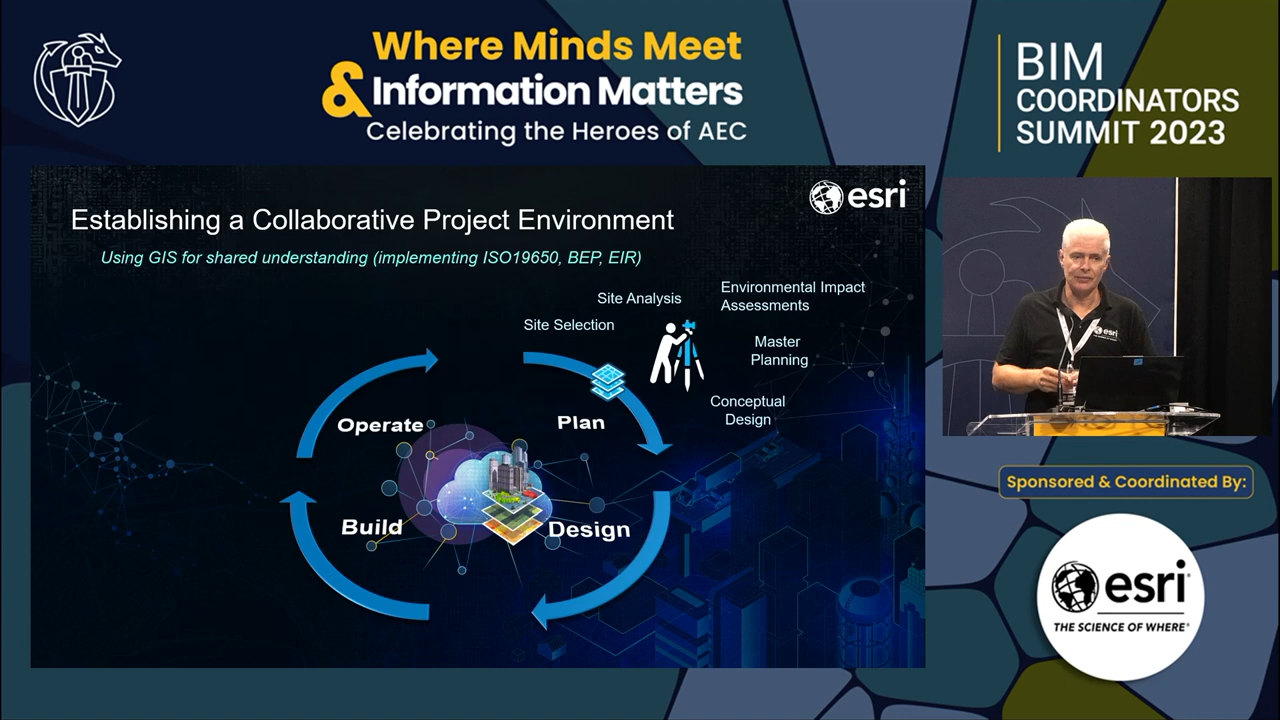 Where Minds Meet
& Information Matters
Celebrating the Heroes of AEC
BIM
COORDINATORS
SUMMIT 2023
esri
Establishing a Collaborative Project Environment
Using GIS for shared understanding (implementing ISO19650, BEP, EIR)
Site Analysis
Environmental Impact
Assessments
Site Selection
Master
Planning
Conceptual
Design
Operate
Plan
Build
Design
esri
Sponsored & Coordinated By:
esri
THE SCIENCE OF WHERE®